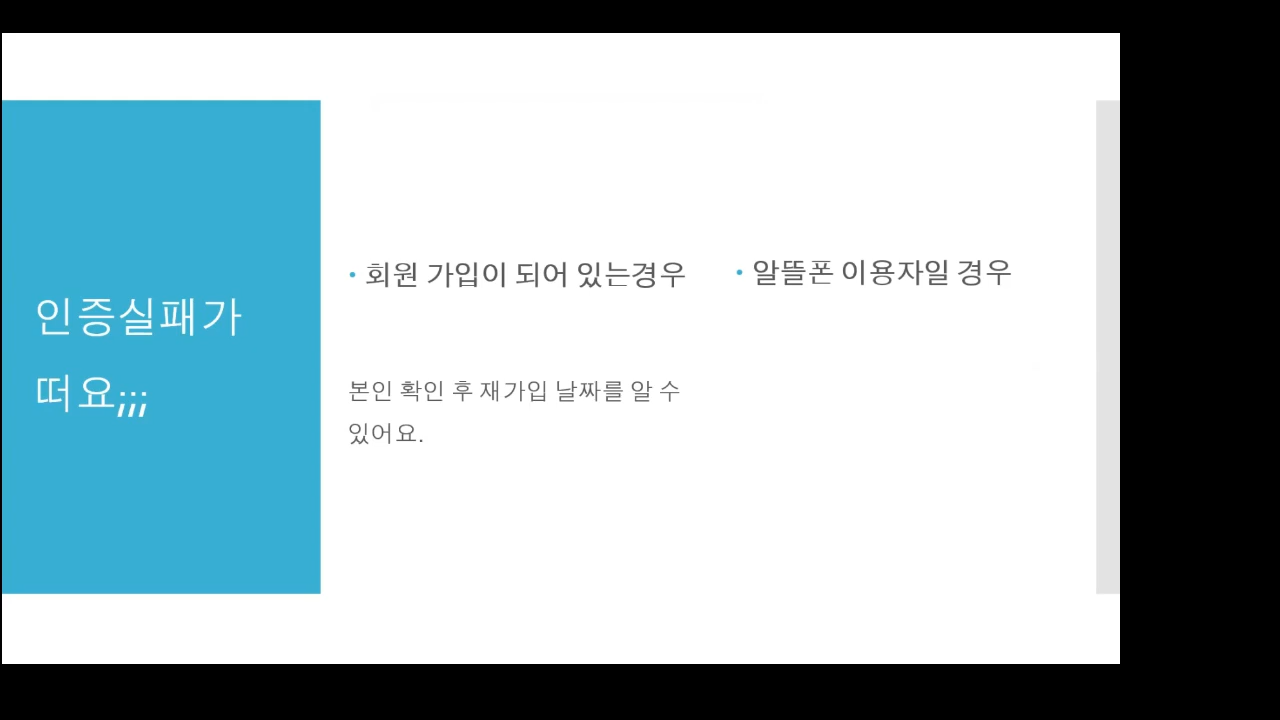 인증실패가
떠요;;;
• 회원 가입이 되어 있는경우
본인 확인 후 재가입 날짜를 알 수
있어요.
• 알뜰폰 이용자일 경우